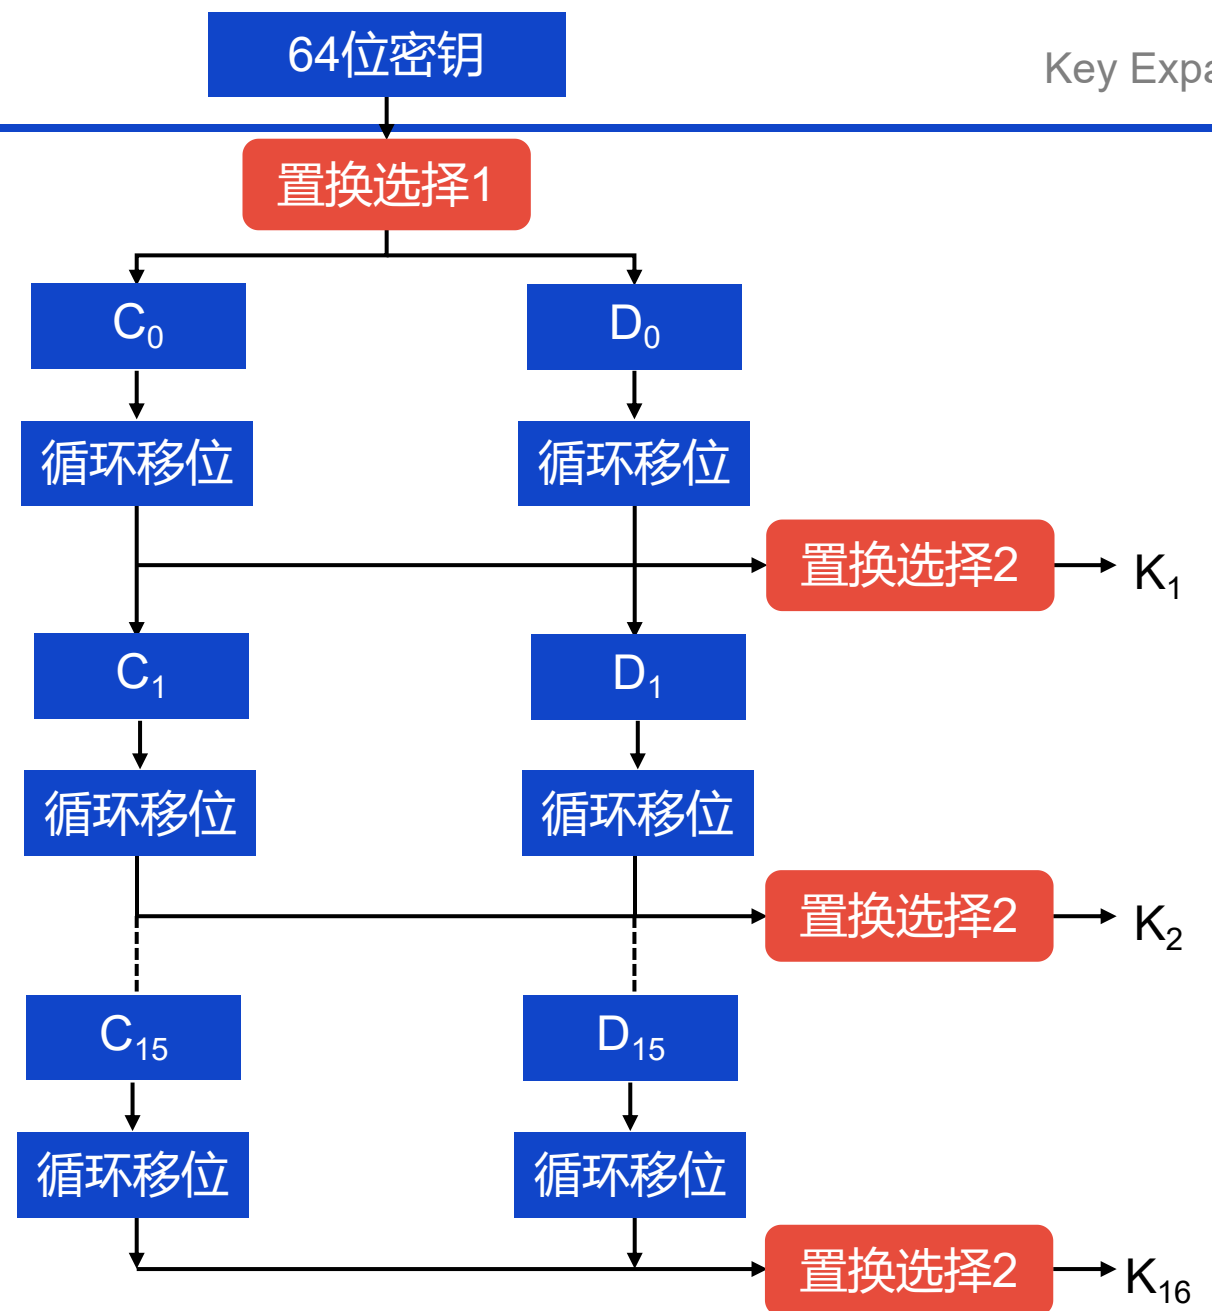 64位密钥
Key Expa
置换选择1
C₀
D₀
循环移位
循环移位
置换选择2
K₁
C₁
D₁
循环移位
循环移位
置换选择2
K₂
C₁₅
D₁₅
循环移位
循环移位
置换选择2
K₁₆